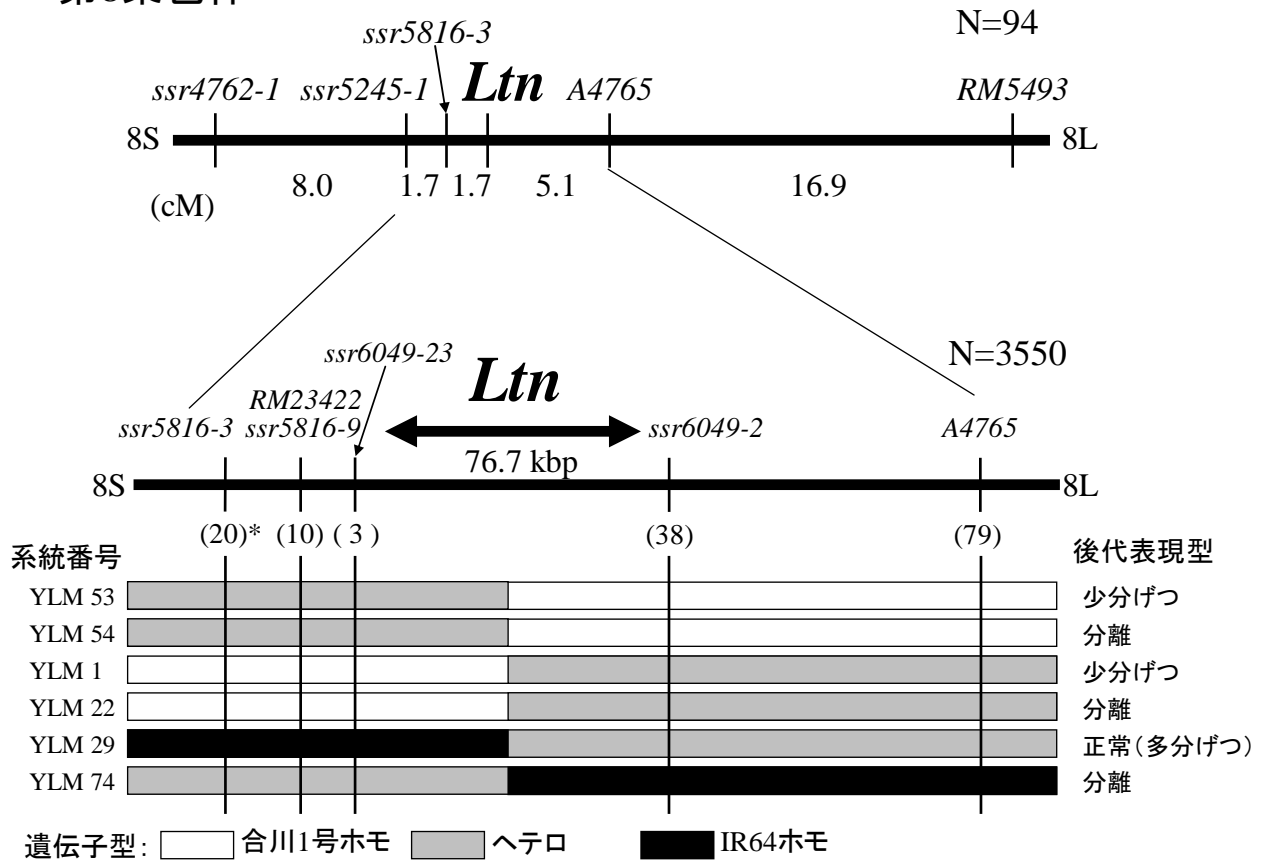 N=94
ssr5816-3
ssr4762-1 ssr5245-1 Ltn A4765 RM5493
8S 8L
8.0 1.7 1.7 5.1 16.9
(cM)
N=3550
ssr6049-23
Ltn
RM23422
ssr5816-3 ssr5816-9 ssr6049-2 A4765
76.7 kbp
8S 8L
(20)* (10) ( 3 ) (38) (79)
系統番号 後代表現型
YLM 53 少分げつ
YLM 54 分離
YLM 1 少分げつ
YLM 22 分離
YLM 29 正常(多分げつ)
YLM 74 分離
遺伝子型: 合川1号ホモ ヘテロ IR64ホモ